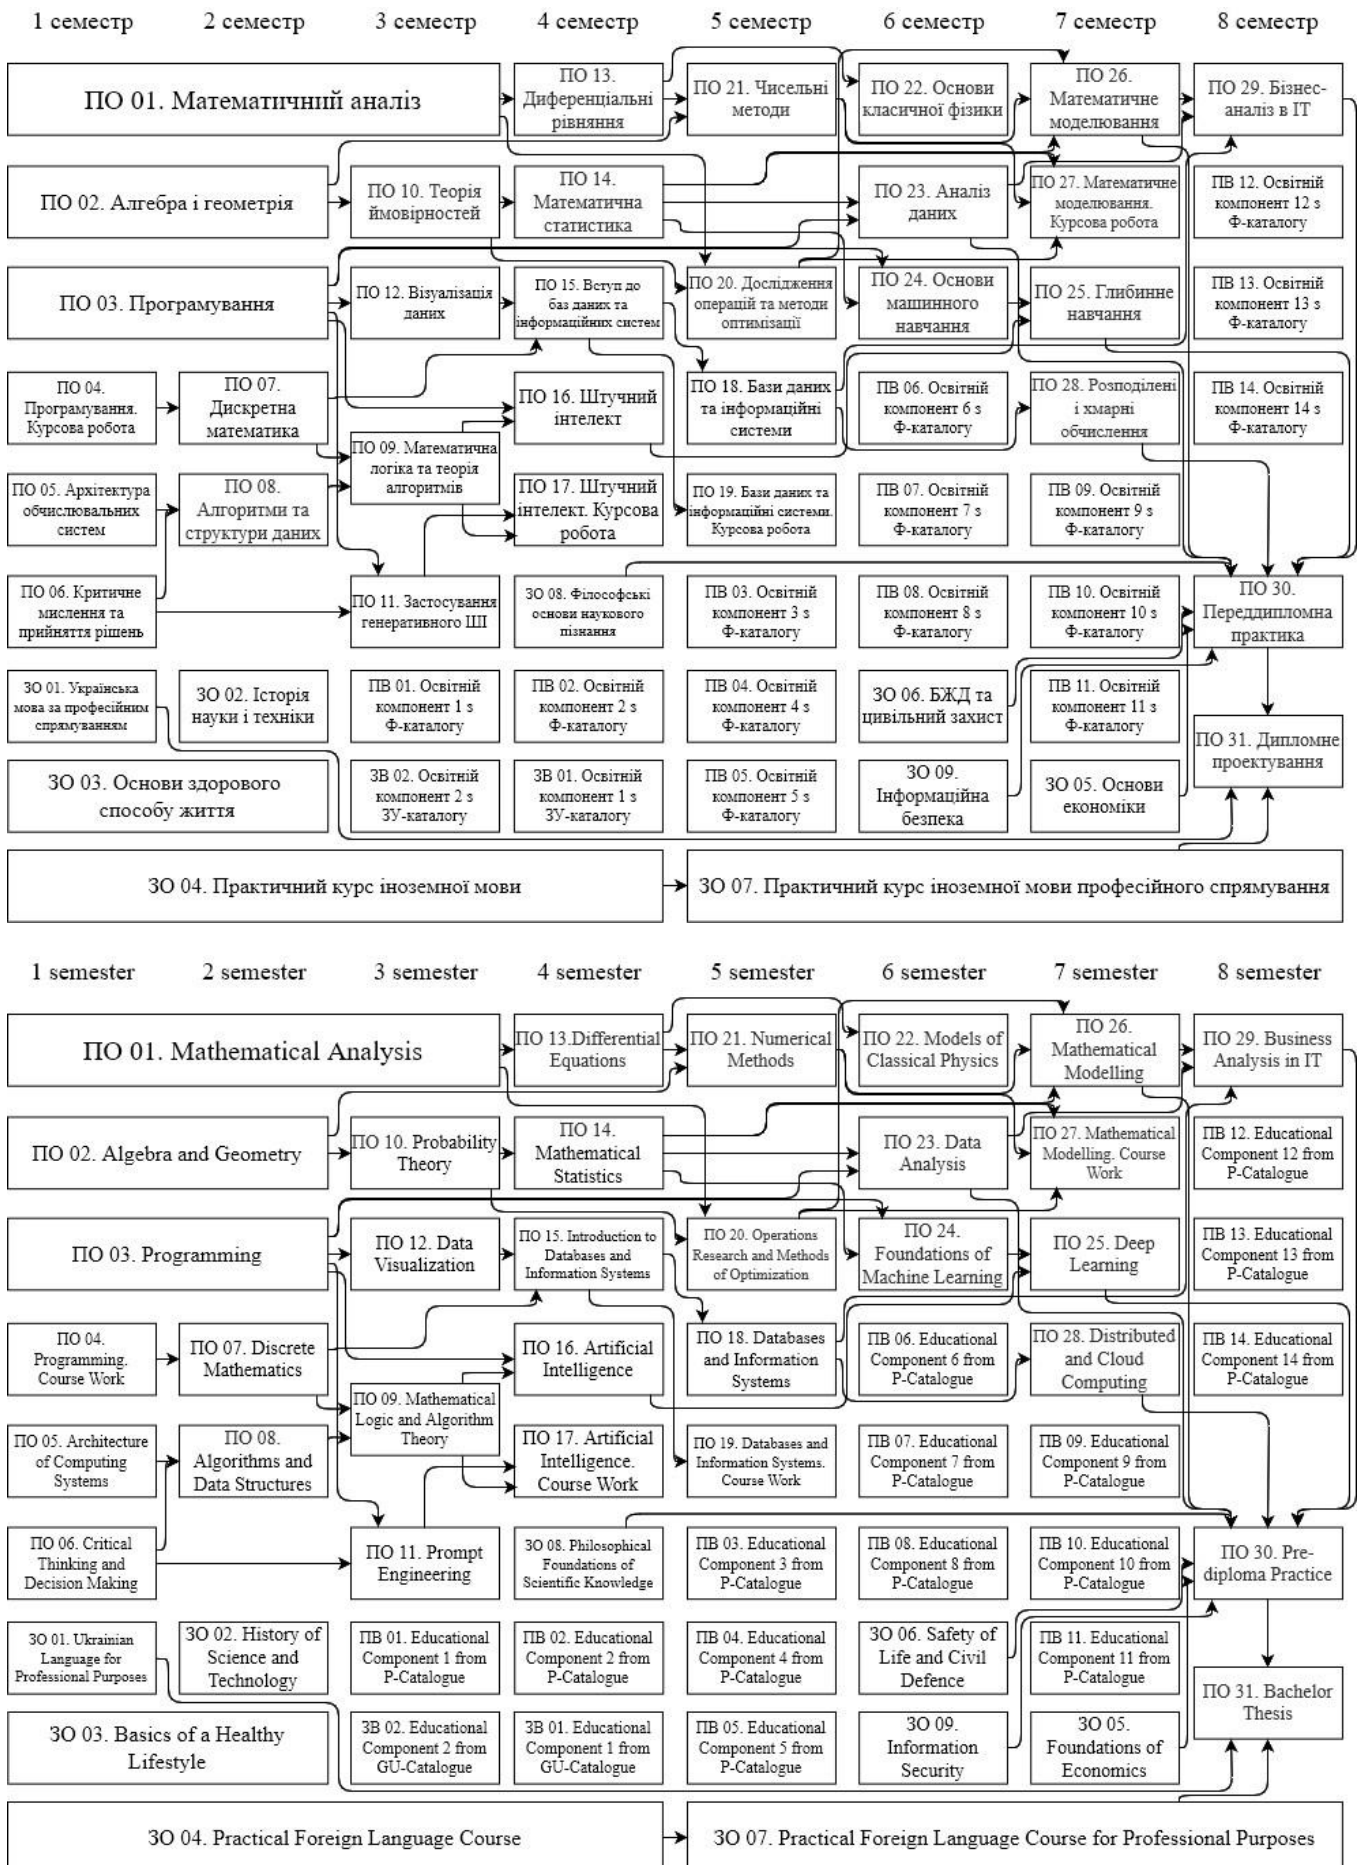 1 семестр 2 семестр 3 семестр 4 семестр 5 семестр 6 семестр 7 семестр 8 семестр
ПО 01. Математичний аналіз
ПО 13.
Диференціальні
рівняння
ПО 21. Чисельні
методи
ПО 22. Основи
класичної фізики
ПО 26.
Математичне
моделювання
ПО 29. Бізнес-
аналіз в ІТ
ПО 02. Алгебра і геометрія
ПО 10. Теорія
ймовірностей
ПО 14.
Математична
статистика
ПО 23. Аналіз
даних
ПО 27. Математичне
моделювання.
Курсова робота
ПВ 12. Освітній
компонент 12 з
Ф-каталогу
ПО 03. Програмування
ПО 12. Візуалізація
даних
ПО 15. Вступ до
баз даних та
інформаційних систем
ПО 20. Дослідження
операцій та методи
оптимізації
ПО 24. Основи
машинного
навчання
ПО 25. Глибинне
навчання
ПВ 13. Освітній
компонент 13 з
Ф-каталогу
ПО 04.
Програмування.
Курсова робота
ПО 07.
Дискретна
математика
ПО 09. Математична
логіка та теорія
алгоритмів
ПО 16. Штучний
інтелект
ПО 18. Бази даних
та інформаційні
системи
ПВ 06. Освітній
компонент 6 з
Ф-каталогу
ПО 28. Розподілені
і хмарні
обчислення
ПВ 14. Освітній
компонент 14 з
Ф-каталогу
ПО 05. Архітектура
обчислювальних
систем
ПО 08.
Алгоритми та
структури даних
ПО 17. Штучний
інтелект. Курсова
робота
ПО 19. Бази даних та
інформаційні системи.
Курсова робота
ПВ 07. Освітній
компонент 7 з
Ф-каталогу
ПВ 09. Освітній
компонент 9 з
Ф-каталогу
ПО 06. Критичне
мислення та
прийняття рішень
ПО 11. Застосування
генеративного ШІ
ЗО 08. Філософські
основи наукового
пізнання
ПВ 03. Освітній
компонент 3 з
Ф-каталогу
ПВ 08. Освітній
компонент 8 з
Ф-каталогу
ПВ 10. Освітній
компонент 10 з
Ф-каталогу
ПО 30.
Переддипломна
практика
ЗО 01. Українська
мова за професійним
спрямуванням
ЗО 02. Історія
науки і техніки
ПВ 01. Освітній
компонент 1 з
Ф-каталогу
ПВ 02. Освітній
компонент 2 з
Ф-каталогу
ПВ 04. Освітній
компонент 4 з
Ф-каталогу
ЗО 06. БЖД та
цивільний захист
ПВ 11. Освітній
компонент 11 з
Ф-каталогу
ПО 31. Дипломне
проектування
ЗО 03. Основи здорового
способу життя
ЗВ 02. Освітній
компонент 2 з
ЗУ-каталогу
ЗВ 01. Освітній
компонент 1 з
ЗУ-каталогу
ПВ 05. Освітній
компонент 5 з
Ф-каталогу
ЗО 09.
Інформаційна
безпека
ЗО 05. Основи
економіки
ЗО 04. Практичний курс іноземної мови
ЗО 07. Практичний курс іноземної мови професійного спрямування
1 semester 2 semester 3 semester 4 semester 5 semester 6 semester 7 semester 8 semester
ПО 01. Mathematical Analysis
ПО 13.Differential
Equations
ПО 21. Numerical
Methods
ПО 22. Models of
Classical Physics
ПО 26.
Mathematical
Modelling
ПО 29. Business
Analysis in IT
ПО 02. Algebra and Geometry
ПО 10. Probability
Theory
ПО 14.
Mathematical
Statistics
ПО 23. Data
Analysis
ПО 27. Mathematical
Modelling. Course
Work
ПВ 12. Educational
Component 12 from
P-Catalogue
ПО 03. Programming
ПО 12. Data
Visualization
ПО 15. Introduction to
Databases and
Information Systems
ПО 20. Operations
Research and Methods
of Optimization
ПО 24.
Foundations of
Machine Learning
ПО 25. Deep
Learning
ПВ 13. Educational
Component 13 from
P-Catalogue
ПО 04.
Programming.
Course Work
ПО 07. Discrete
Mathematics
ПО 09. Mathematical
Logic and Algorithm
Theory
ПО 16. Artificial
Intelligence
ПО 18. Databases
and Information
Systems
ПВ 06. Educational
Component 6 from
P-Catalogue
ПО 28. Distributed
and Cloud
Computing
ПВ 14. Educational
Component 14 from
P-Catalogue
ПО 05. Architecture
of Computing
Systems
ПО 08.
Algorithms and
Data Structures
ПО 17. Artificial
Intelligence.
Course Work
ПО 19. Databases and
Information Systems.
Course Work
ПВ 07. Educational
Component 7 from
P-Catalogue
ПВ 09. Educational
Component 9 from
P-Catalogue
ПО 06. Critical
Thinking and
Decision Making
ПО 11. Prompt
Engineering
ЗО 08. Philosophical
Foundations of
Scientific Knowledge
ПВ 03. Educational
Component 3 from
P-Catalogue
ПВ 08. Educational
Component 8 from
P-Catalogue
ПВ 10. Educational
Component 10 from
P-Catalogue
ПО 30. Pre-
diploma Practice
ЗО 01. Ukrainian
Language for
Professional Purposes
ЗО 02. History of
Science and
Technology
ПВ 01. Educational
Component 1 from
P-Catalogue
ПВ 02. Educational
Component 2 from
P-Catalogue
ПВ 04. Educational
Component 4 from
P-Catalogue
ЗО 06. Safety of
Life and Civil
Defence
ПВ 11. Educational
Component 11 from
P-Catalogue
ПО 31. Bachelor
Thesis
ЗО 03. Basics of a Healthy
Lifestyle
ЗВ 02. Educational
Component 2 from
GU-Catalogue
ЗВ 01. Educational
Component 1 from
GU-Catalogue
ПВ 05. Educational
Component 5 from
P-Catalogue
ЗО 09.
Information
Security
ЗО 05.
Foundations of
Economics
ЗО 04. Practical Foreign Language Course
ЗО 07. Practical Foreign Language Course for Professional Purposes